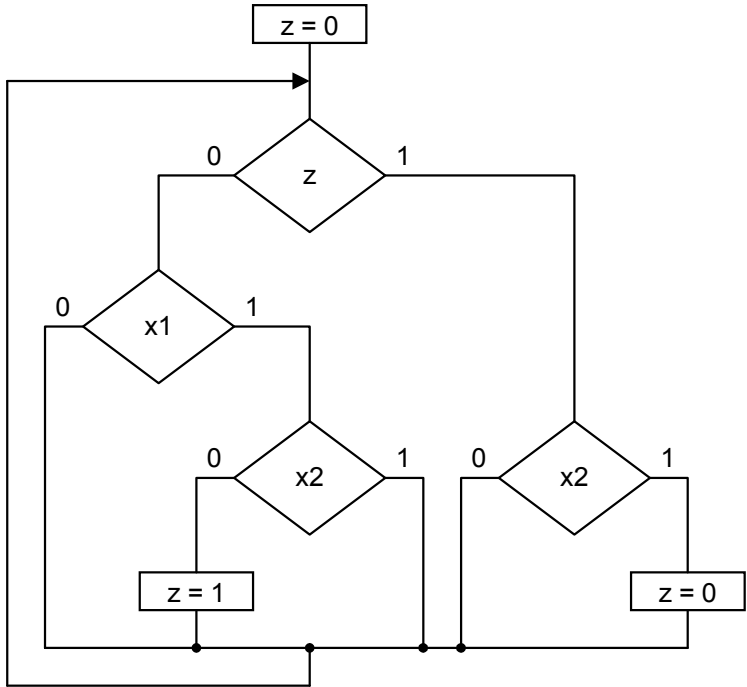 z = 0
0 z 1
0 x1 1
0 x2 1
0 x2 1
z = 1
z = 0